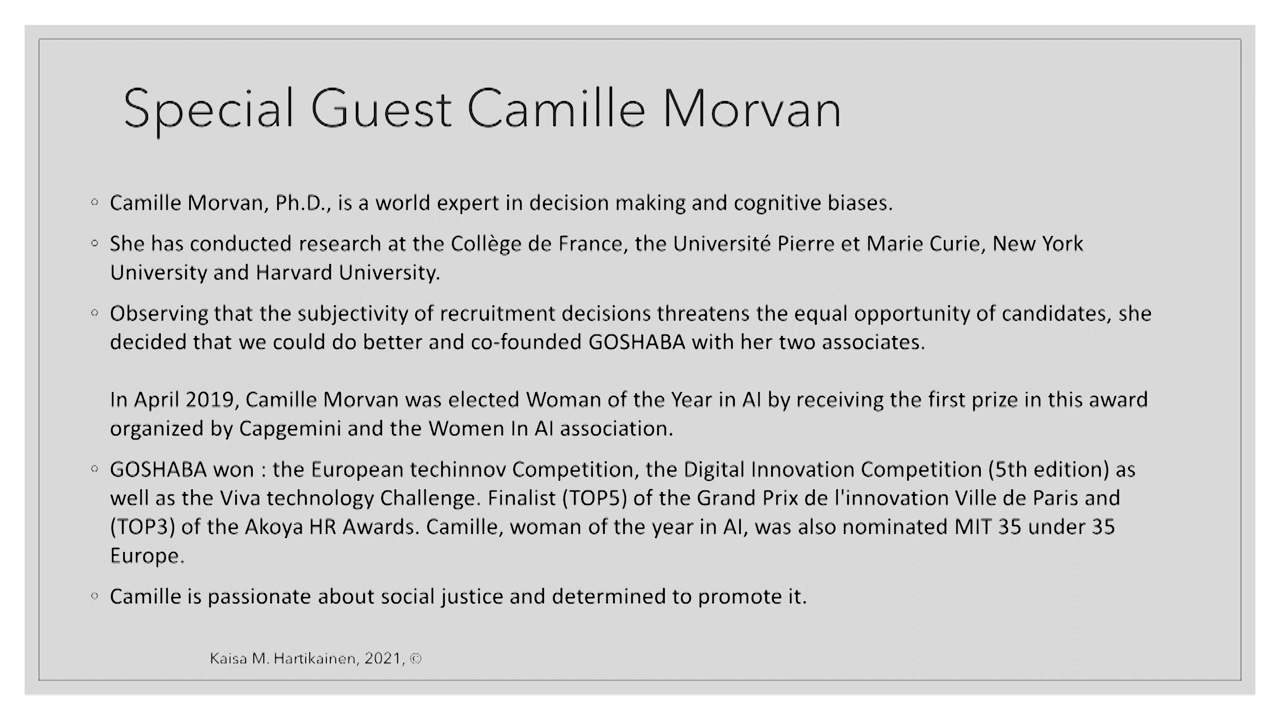 Special Guest Camille Morvan
◦ Camille Morvan, Ph.D., is a world expert in decision making and cognitive biases.
◦ She has conducted research at the Collège de France, the Université Pierre et Marie Curie, New York
University and Harvard University.
◦ Observing that the subjectivity of recruitment decisions threatens the equal opportunity of candidates, she
decided that we could do better and co-founded GOSHABA with her two associates.
In April 2019, Camille Morvan was elected Woman of the Year in AI by receiving the first prize in this award
organized by Capgemini and the Women In AI association.
◦ GOSHABA won : the European techinnov Competition, the Digital Innovation Competition (5th edition) as
well as the Viva technology Challenge. Finalist (TOP5) of the Grand Prix de l'innovation Ville de Paris and
(TOP3) of the Akoya HR Awards. Camille, woman of the year in AI, was also nominated MIT 35 under 35
Europe.
◦ Camille is passionate about social justice and determined to promote it.
Kaisa M. Hartikainen, 2021, ©